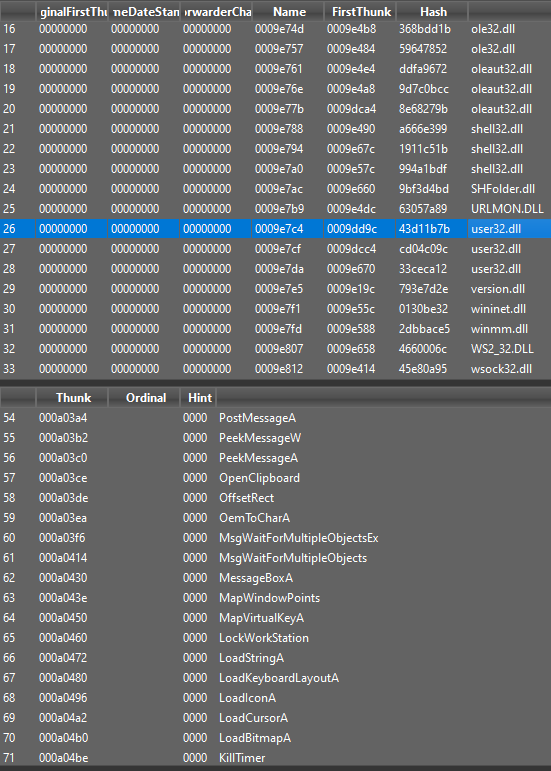 ginalFirstThu neDateStan orwarderCha Name FirstThunk Hash
16 00000000 00000000 00000000 0009e74d 0009e4b8 368bdd1b ole32.dll
17 00000000 00000000 00000000 0009e757 0009e484 59647852 ole32.dll
18 00000000 00000000 00000000 0009e761 0009e4e4 ddfa9672 oleaut32.dll
19 00000000 00000000 00000000 0009e76e 0009e4a8 9d7c0bcc oleaut32.dll
20 00000000 00000000 00000000 0009e77b 0009dca4 8e68279b oleaut32.dll
21 00000000 00000000 00000000 0009e788 0009e490 a666e399 shell32.dll
22 00000000 00000000 00000000 0009e794 0009e67c 1911c51b shell32.dll
23 00000000 00000000 00000000 0009e7a0 0009e57c 994a1bdf shell32.dll
24 00000000 00000000 00000000 0009e7ac 0009e660 9bf3d4bd SHFolder.dll
25 00000000 00000000 00000000 0009e7b9 0009e4dc 63057a89 URLMON.DLL
26 00000000 00000000 00000000 0009e7c4 0009dd9c 43d11b7b user32.dll
27 00000000 00000000 00000000 0009e7cf 0009dcc4 cd04c09c user32.dll
28 00000000 00000000 00000000 0009e7da 0009e670 33ceca12 user32.dll
29 00000000 00000000 00000000 0009e7e5 0009e19c 793e7d2e version.dll
30 00000000 00000000 00000000 0009e7f1 0009e55c 0130be32 wininet.dll
31 00000000 00000000 00000000 0009e7fd 0009e588 2dbbace5 winmm.dll
32 00000000 00000000 00000000 0009e807 0009e658 4660006c WS2_32.DLL
33 00000000 00000000 00000000 0009e812 0009e414 45e80a95 wsock32.dll
Thunk Ordinal Hint
54 000a03a4 0000 PostMessageA
55 000a03b2 0000 PeekMessageW
56 000a03c0 0000 PeekMessageA
57 000a03ce 0000 OpenClipboard
58 000a03de 0000 OffsetRect
59 000a03ea 0000 OemToCharA
60 000a03f6 0000 MsgWaitForMultipleObjectsEx
61 000a0414 0000 MsgWaitForMultipleObjects
62 000a0430 0000 MessageBoxA
63 000a043e 0000 MapWindowPoints
64 000a0450 0000 MapVirtualKeyA
65 000a0460 0000 LockWorkStation
66 000a0472 0000 LoadStringA
67 000a0480 0000 LoadKeyboardLayoutA
68 000a0496 0000 LoadIconA
69 000a04a2 0000 LoadCursorA
70 000a04b0 0000 LoadBitmapA
71 000a04be 0000 KillTimer